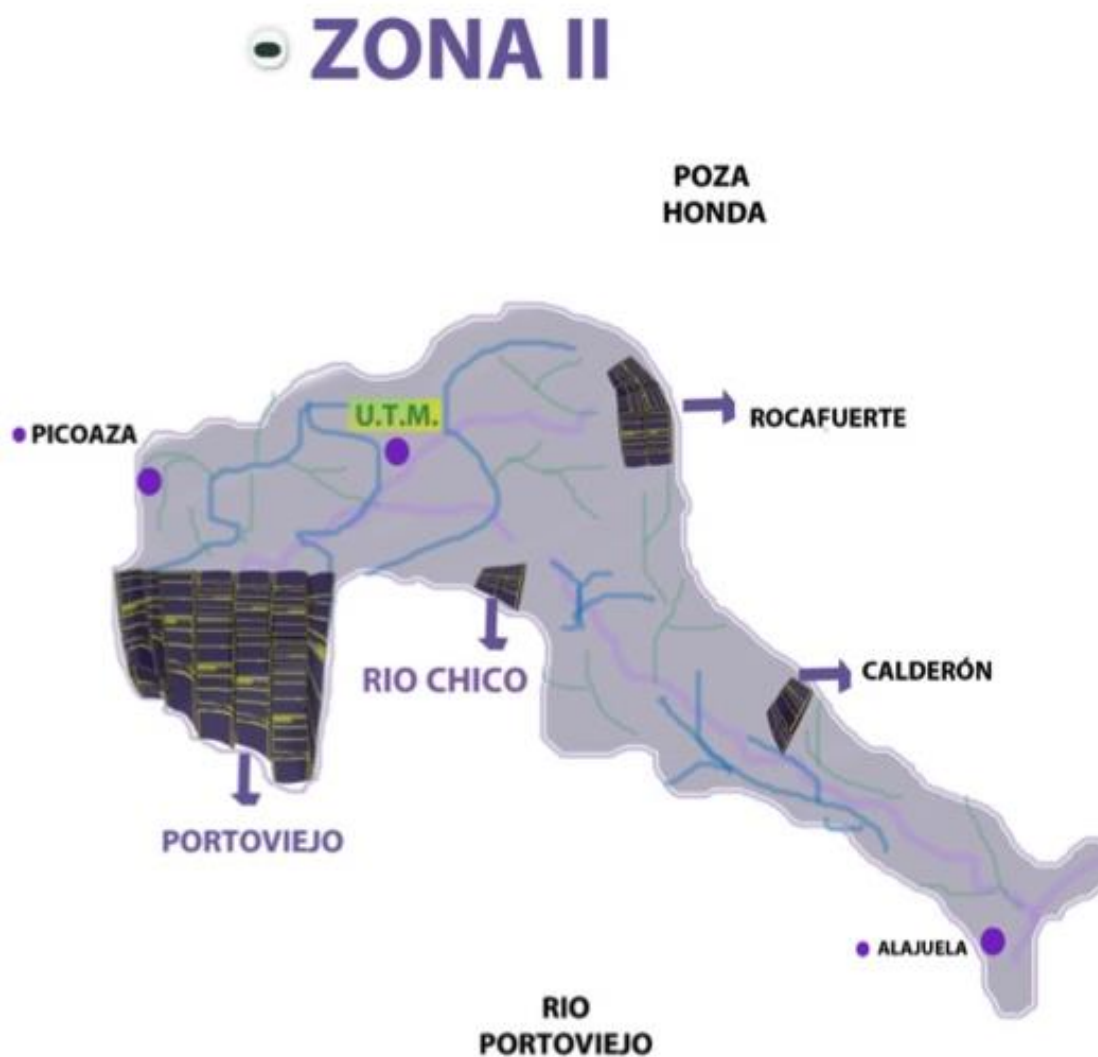 ZONA II
POZA
HONDA
U.T.M.
PICOAZA
ROCAFUERTE
CALDERÓN
RIO CHICO
PORTOVIEJO
ALAJUELA
RIO
PORTOVIEJO